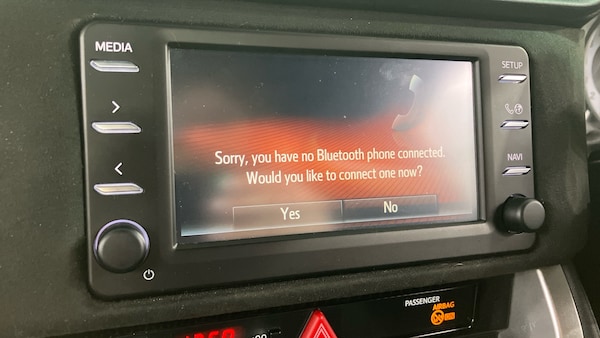 MEDIA
SETUP
NAVI
Sorry, you have no Bluetooth phone connected.
Would you like to connect one now?
Yes
No
PASSENGER
AIRBAG